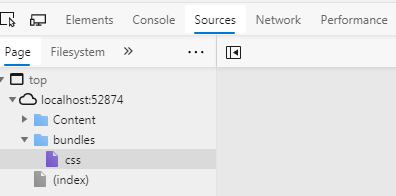 Elements Console Sources Network Performance
Page Filesystem »
top
localhost:52874
Content
bundles
css
(index)